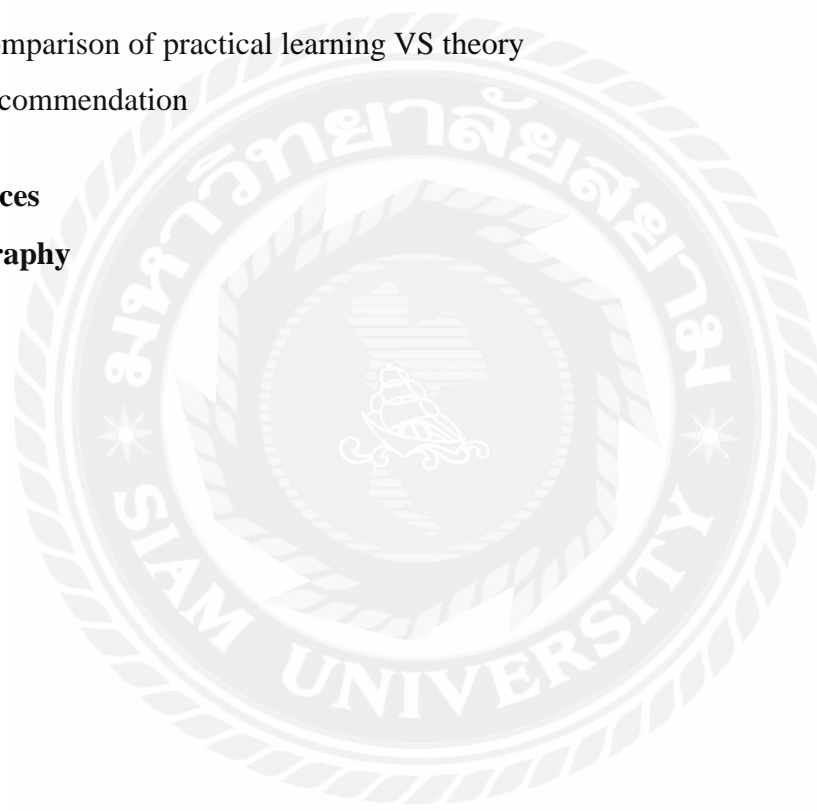 omparison of practical learning VS theory
commendation
ces
raphy
มหาวิทยาลัยสยาม
SIAM UNIVERSITY